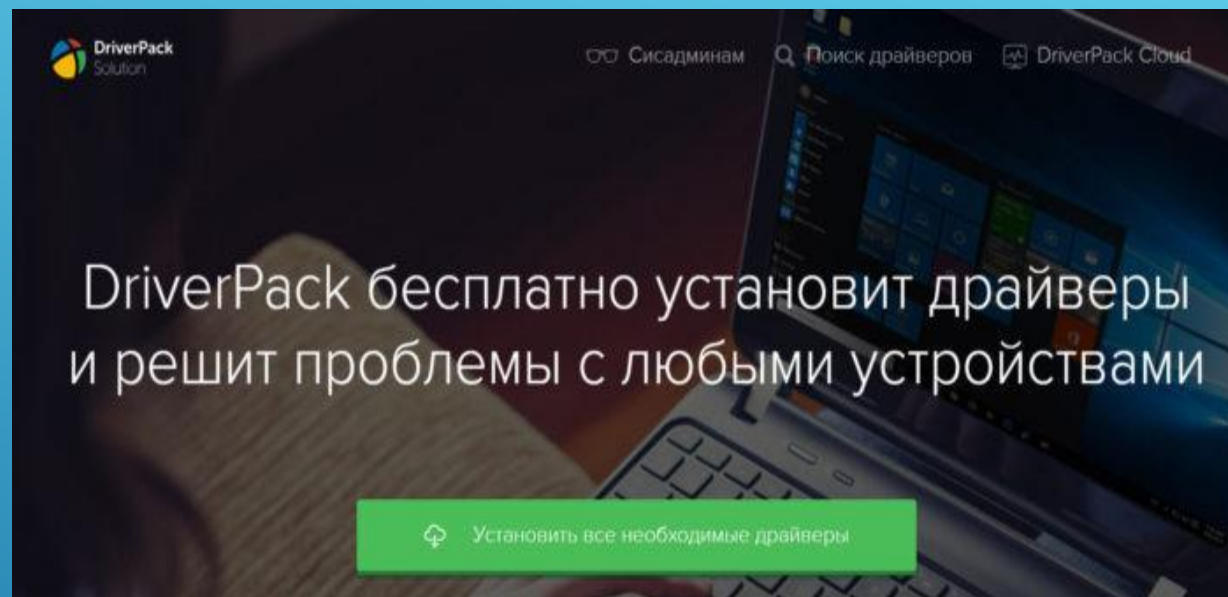 DriverPack
Solution
Сисадминам
Поиск драйверов
DriverPack Cloud
DriverPack бесплатно установит драйверы
и решит проблемы с любыми устройствами
Установить все необходимые драйверы